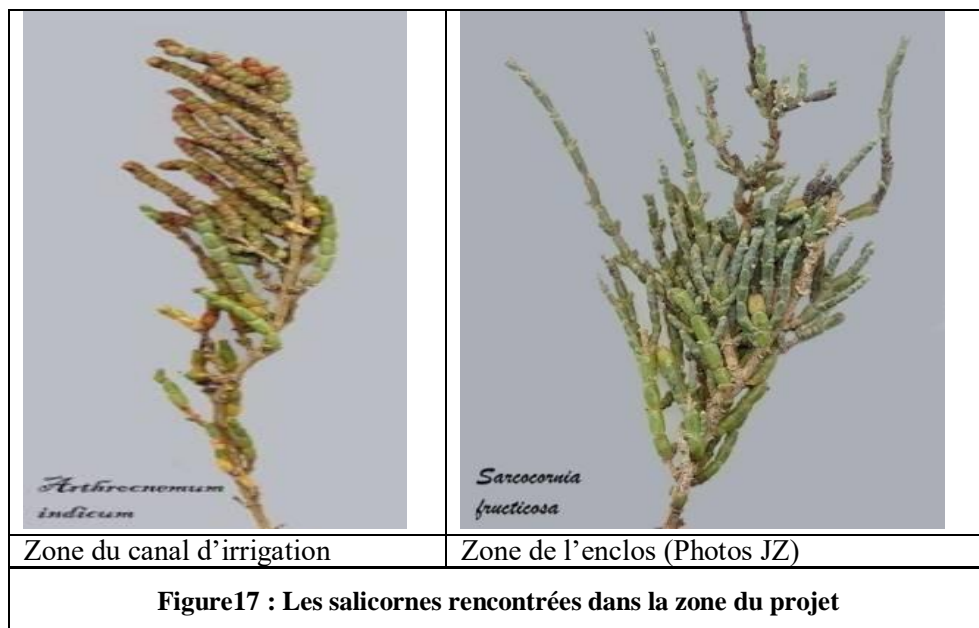 Arthrocnemum
indicum
Sarcocornia
fructicosa
Zone du canal d’irrigation
Zone de l’enclos (Photos JZ)
Figure17 : Les salicornes rencontrées dans la zone du projet